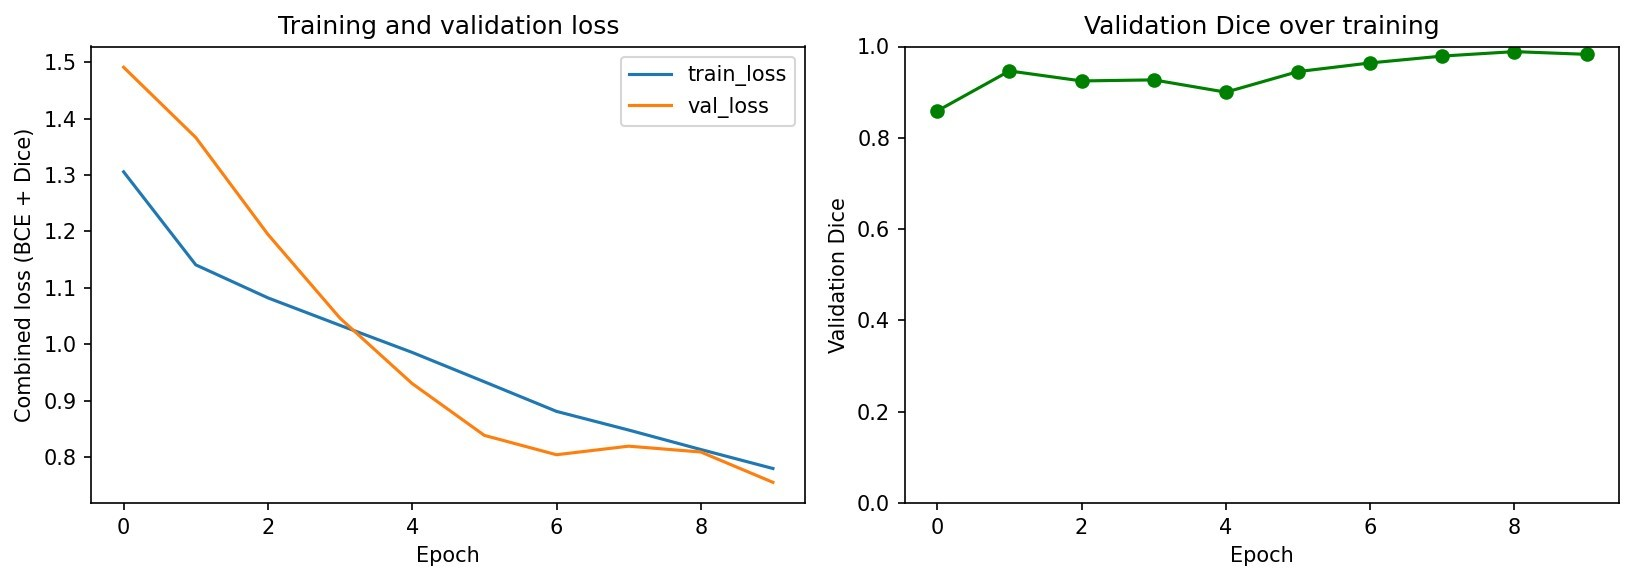 Training and validation loss
Combined loss (BCE + Dice)
1.5
1.4
1.3
1.2
1.1
1.0
0.9
0.8
train_loss
val_loss
0 2 4 6 8
Epoch
Validation Dice over training
Validation Dice
1.0
0.8
0.6
0.4
0.2
0.0
0 2 4 6 8
Epoch